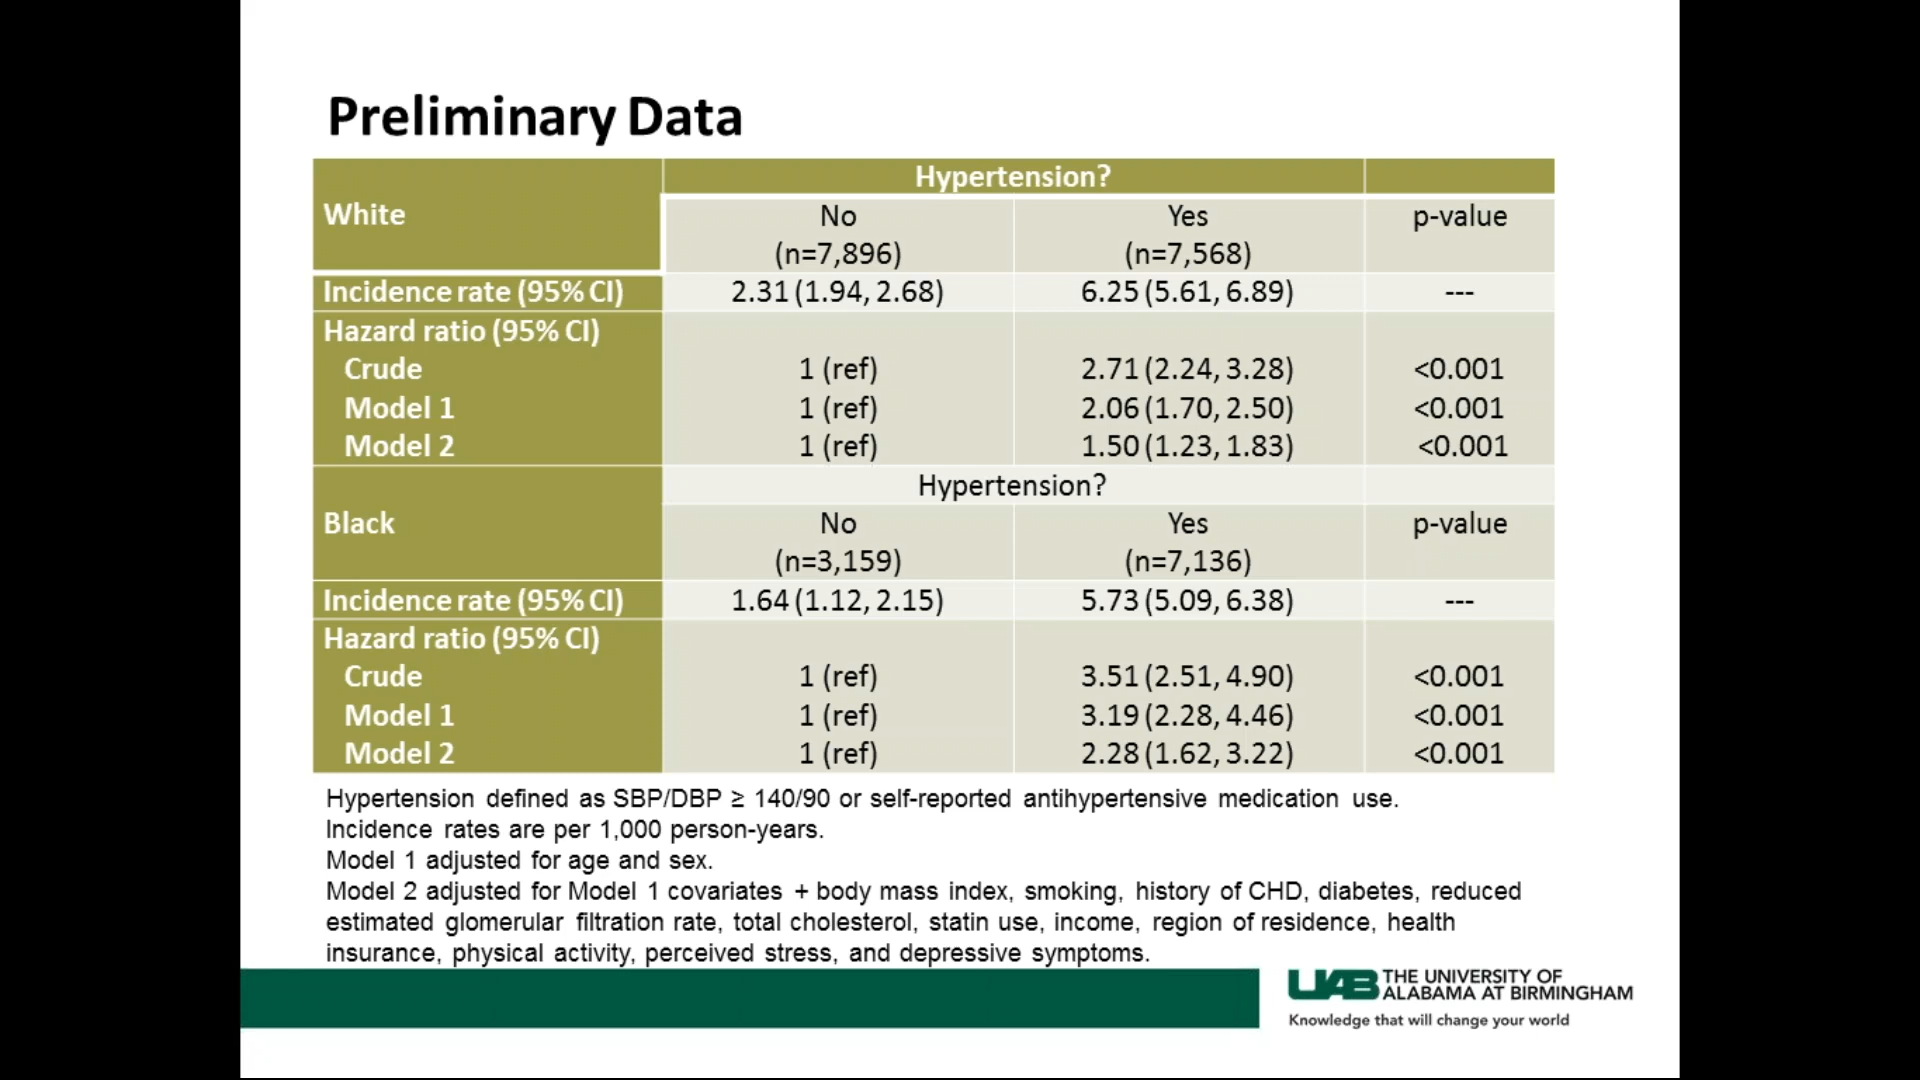 Preliminary Data
Hypertension?
White
No
(n=7,896)
Yes
(n=7,568)
p-value
Incidence rate (95% CI) 2.31 (1.94, 2.68) 6.25 (5.61, 6.89) ---
Hazard ratio (95% CI)
Crude 1 (ref) 2.71 (2.24, 3.28) <0.001
Model 1 1 (ref) 2.06 (1.70, 2.50) <0.001
Model 2 1 (ref) 1.50 (1.23, 1.83) <0.001
Hypertension?
Black
No
(n=3,159)
Yes
(n=7,136)
p-value
Incidence rate (95% CI) 1.64 (1.12, 2.15) 5.73 (5.09, 6.38) ---
Hazard ratio (95% CI)
Crude 1 (ref) 3.51 (2.51, 4.90) <0.001
Model 1 1 (ref) 3.19 (2.28, 4.46) <0.001
Model 2 1 (ref) 2.28 (1.62, 3.22) <0.001
Hypertension defined as SBP/DBP ≥ 140/90 or self-reported antihypertensive medication use.
Incidence rates are per 1,000 person-years.
Model 1 adjusted for age and sex.
Model 2 adjusted for Model 1 covariates + body mass index, smoking, history of CHD, diabetes, reduced
estimated glomerular filtration rate, total cholesterol, statin use, income, region of residence, health
insurance, physical activity, perceived stress, and depressive symptoms.
UAB THE UNIVERSITY OF
ALABAMA AT BIRMINGHAM
Knowledge that will change your world